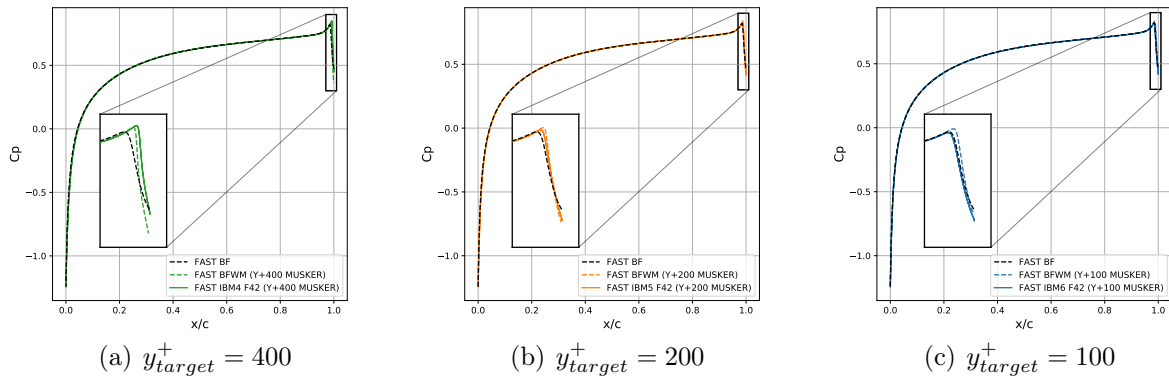 0.5
0.0
−0.5
−1.0
Cp
0.0 0.2 0.4 0.6 0.8 1.0
x/c
FAST BF
FAST BFWM (Y+400 MUSKER)
FAST IBM4 F42 (Y+400 MUSKER)
(a) y⁺target = 400
0.5
0.0
−0.5
−1.0
Cp
0.0 0.2 0.4 0.6 0.8 1.0
x/c
FAST BF
FAST BFWM (Y+200 MUSKER)
FAST IBM5 F42 (Y+200 MUSKER)
(b) y⁺target = 200
0.5
0.0
−0.5
−1.0
Cp
0.0 0.2 0.4 0.6 0.8 1.0
x/c
FAST BF
FAST BFWM (Y+100 MUSKER)
FAST IBM6 F42 (Y+100 MUSKER)
(c) y⁺target = 100